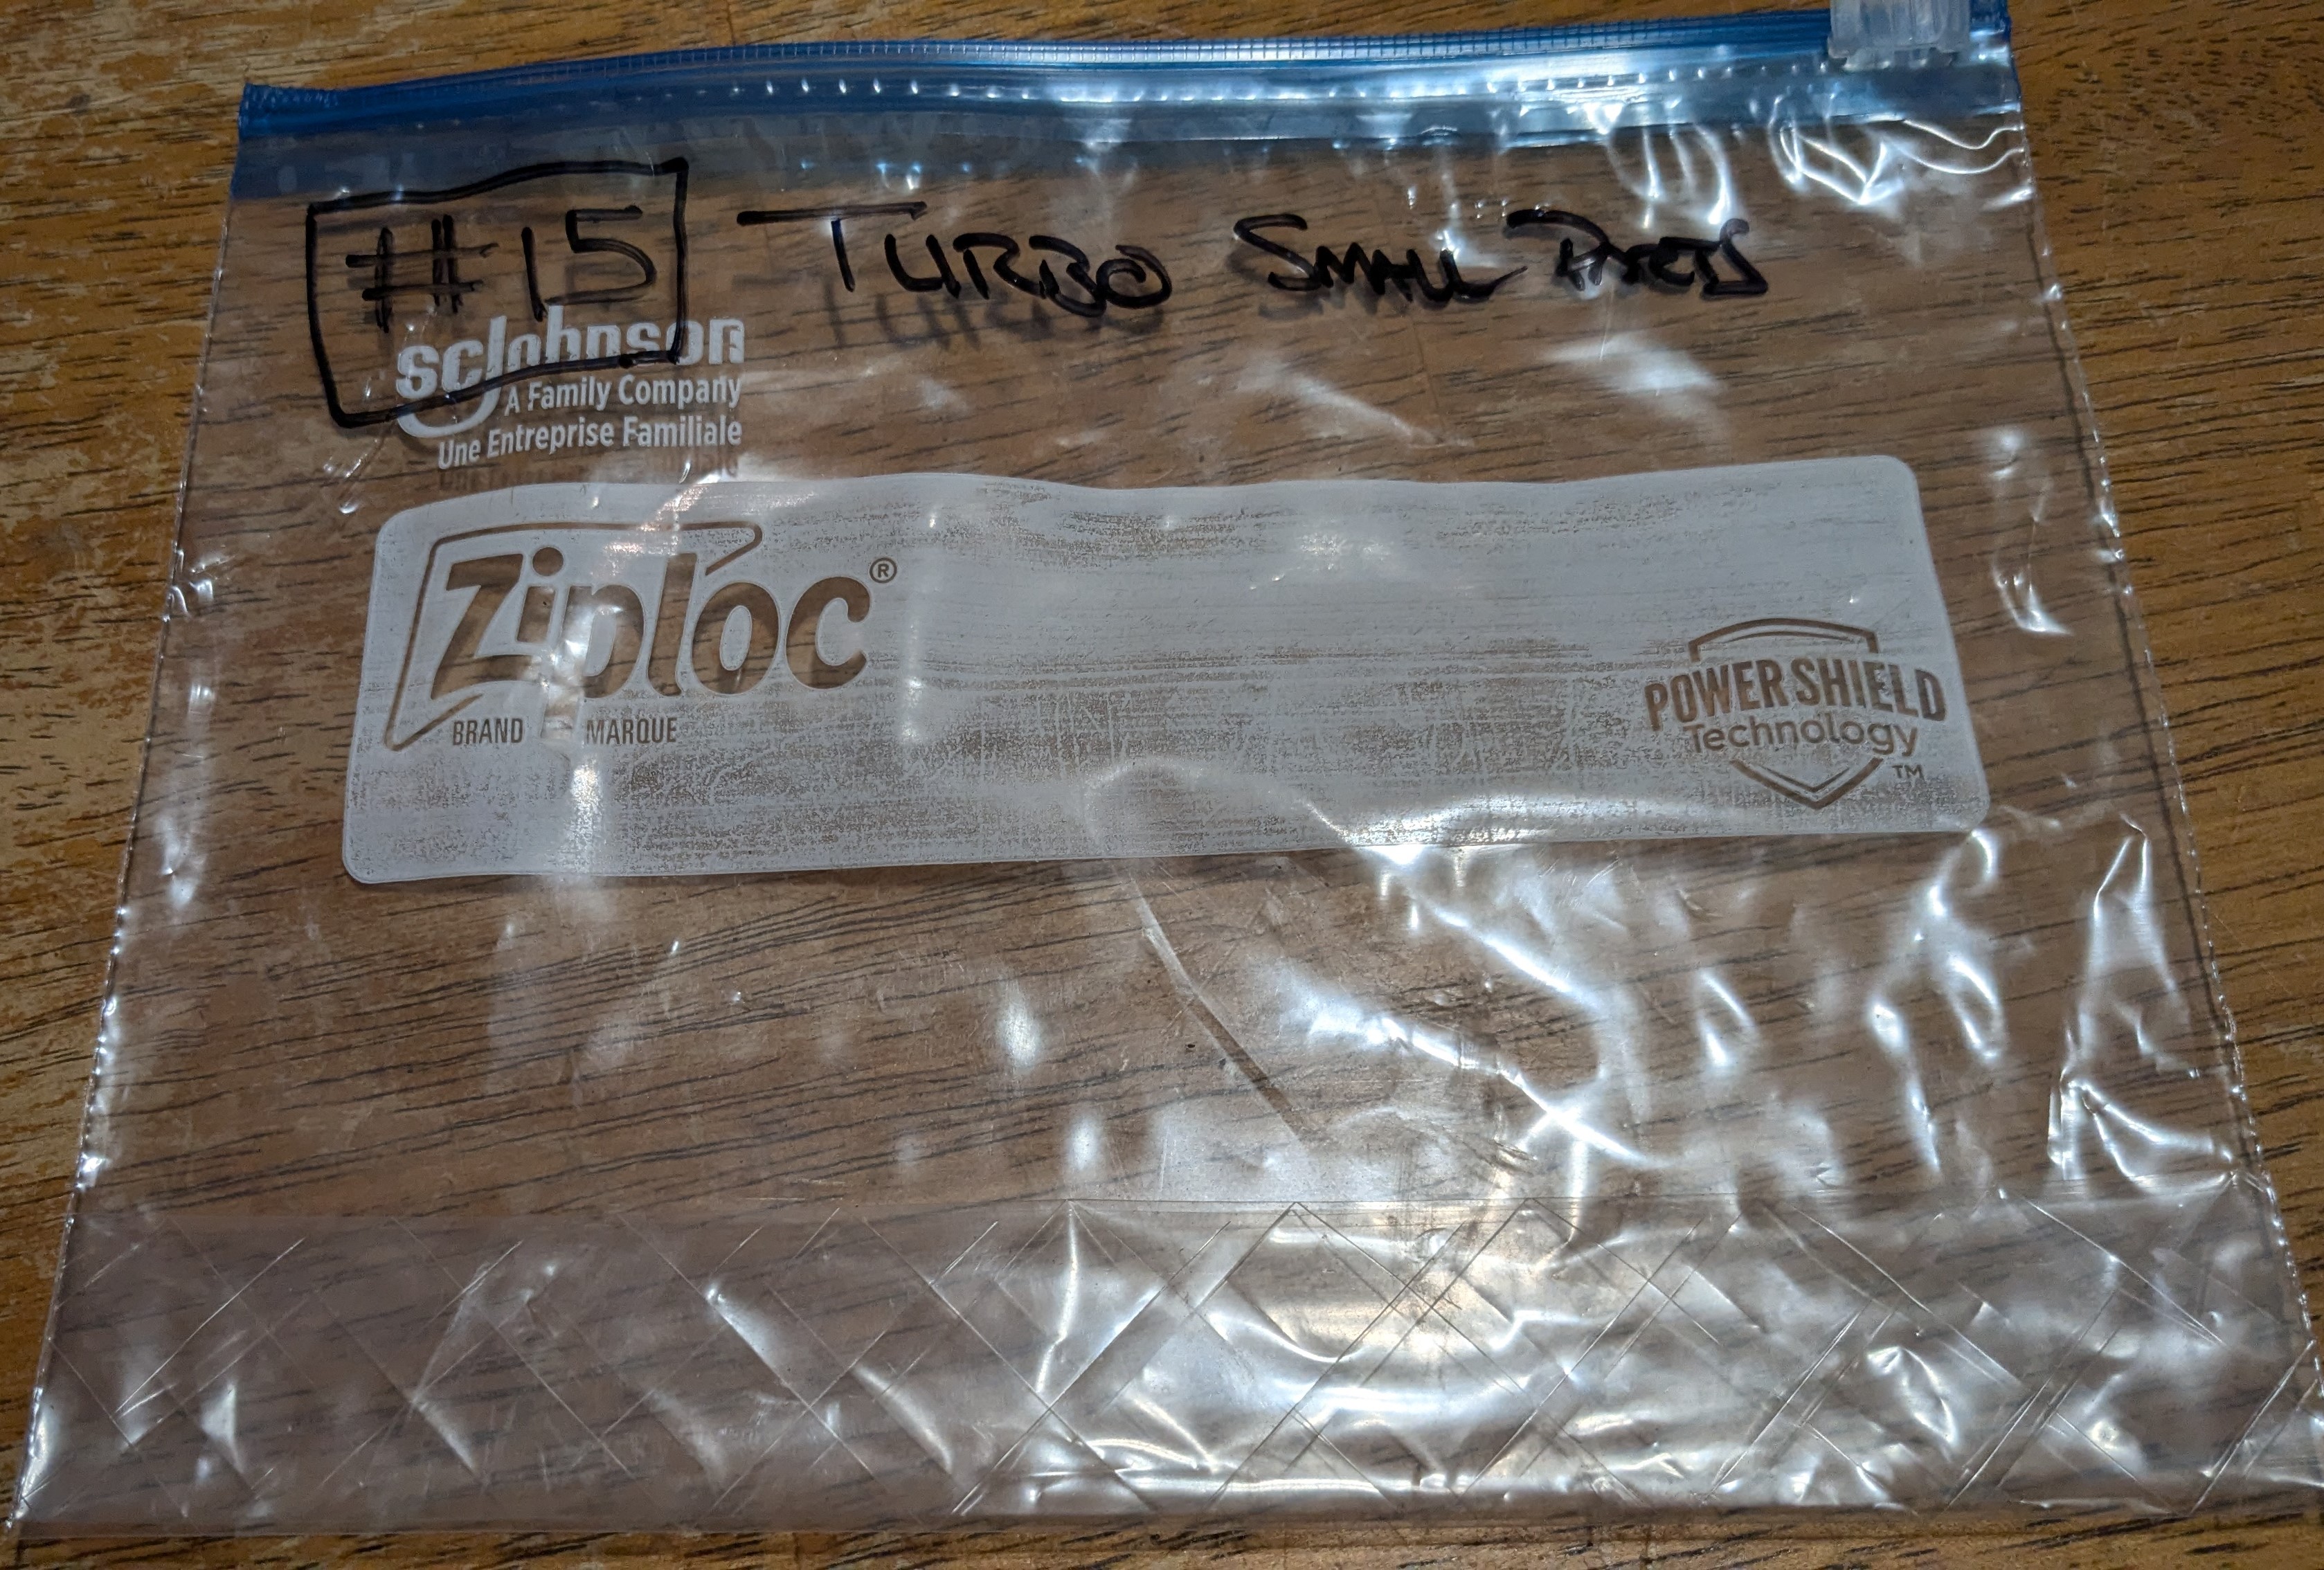 #15 TURBO SMALL PARTS
scjohnson
A Family Company
Une Entreprise Familiale
Ziploc®
BRAND MARQUE
POWER SHIELD
Technology
TM